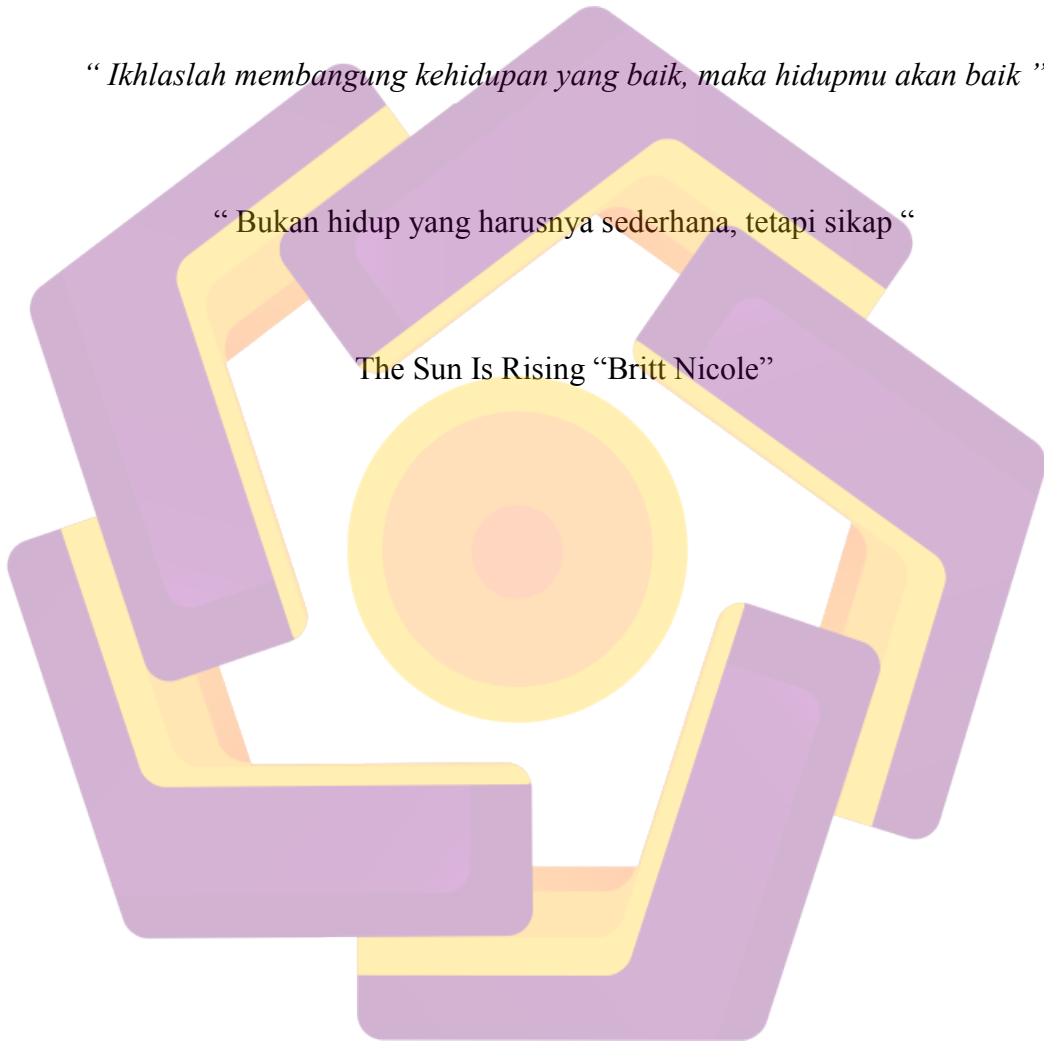 “ Ikhlaslah membangung kehidupan yang baik, maka hidupmu akan baik ”
“ Bukan hidup yang harusnya sederhana, tetapi sikap “
The Sun Is Rising “Britt Nicole”